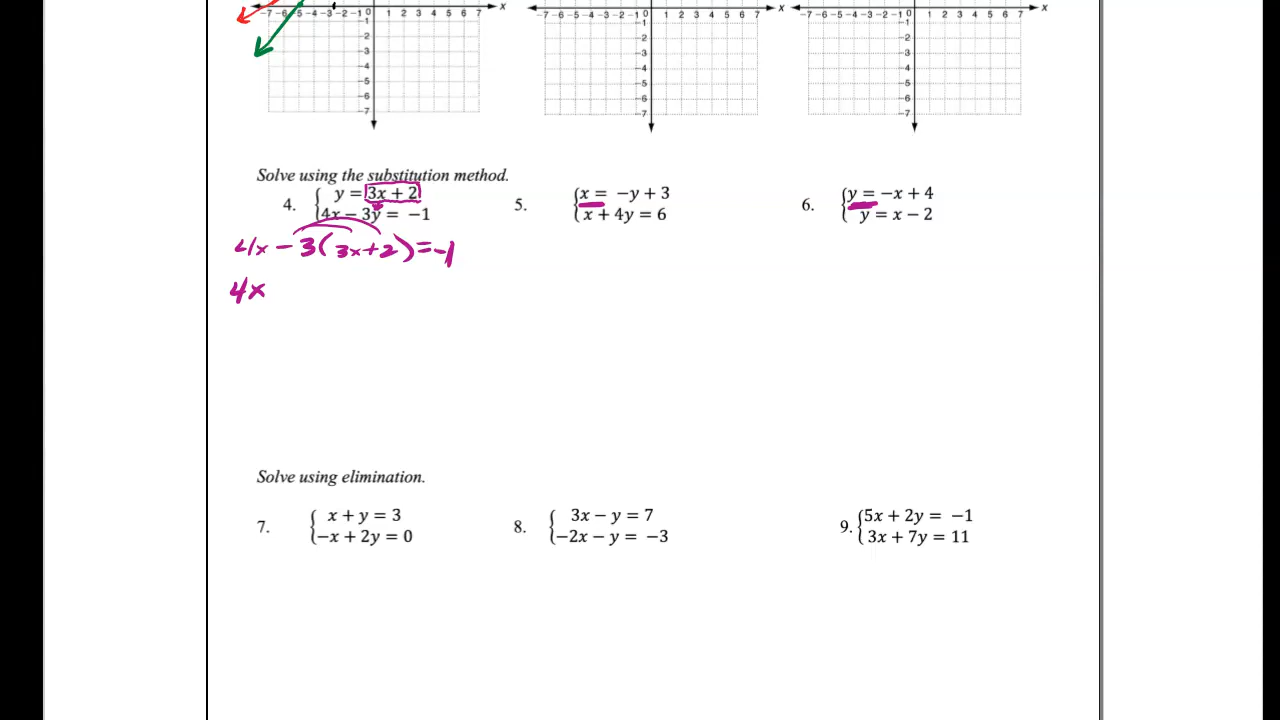 -7 -6 -5 -4 -3 -2 -1 0 1 2 3 4 5 6 7 x
-1
-2
-3
-4
-5
-6
-7
-7 -6 -5 -4 -3 -2 -1 0 1 2 3 4 5 6 7 x
-1
-2
-3
-4
-5
-6
-7
-7 -6 -5 -4 -3 -2 -1 0 1 2 3 4 5 6 7 x
-1
-2
-3
-4
-5
-6
-7
Solve using the substitution method.
4. { y = 3x + 2
4x − 3y = −1
4x − 3(3x+2) = -1
4x
5. { x = −y + 3
x + 4y = 6
6. { y = −x + 4
y = x − 2
Solve using elimination.
7. { x + y = 3
−x + 2y = 0
8. { 3x − y = 7
−2x − y = −3
9. { 5x + 2y = −1
3x + 7y = 11